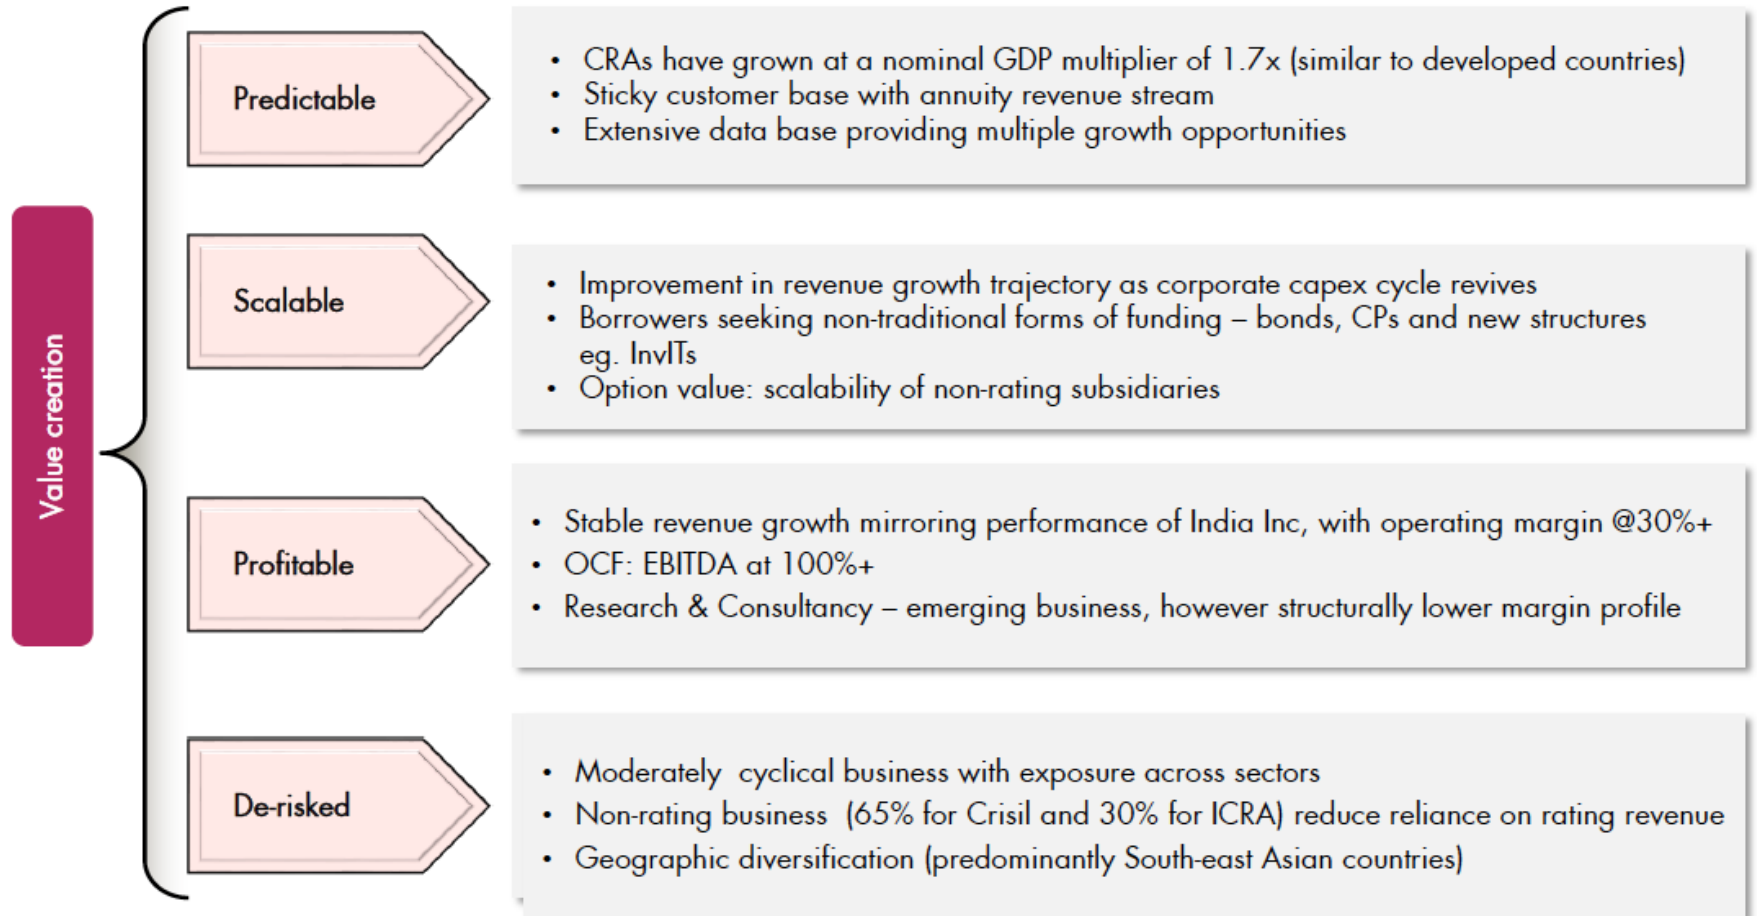 Value creation
Predictable
• CRAs have grown at a nominal GDP multiplier of 1.7x (similar to developed countries)
• Sticky customer base with annuity revenue stream
• Extensive data base providing multiple growth opportunities
Scalable
• Improvement in revenue growth trajectory as corporate capex cycle revives
• Borrowers seeking non-traditional forms of funding – bonds, CPs and new structures
eg. InvITs
• Option value: scalability of non-rating subsidiaries
Profitable
• Stable revenue growth mirroring performance of India Inc, with operating margin @30%+
• OCF: EBITDA at 100%+
• Research & Consultancy – emerging business, however structurally lower margin profile
De-risked
• Moderately cyclical business with exposure across sectors
• Non-rating business (65% for Crisil and 30% for ICRA) reduce reliance on rating revenue
• Geographic diversification (predominantly South-east Asian countries)